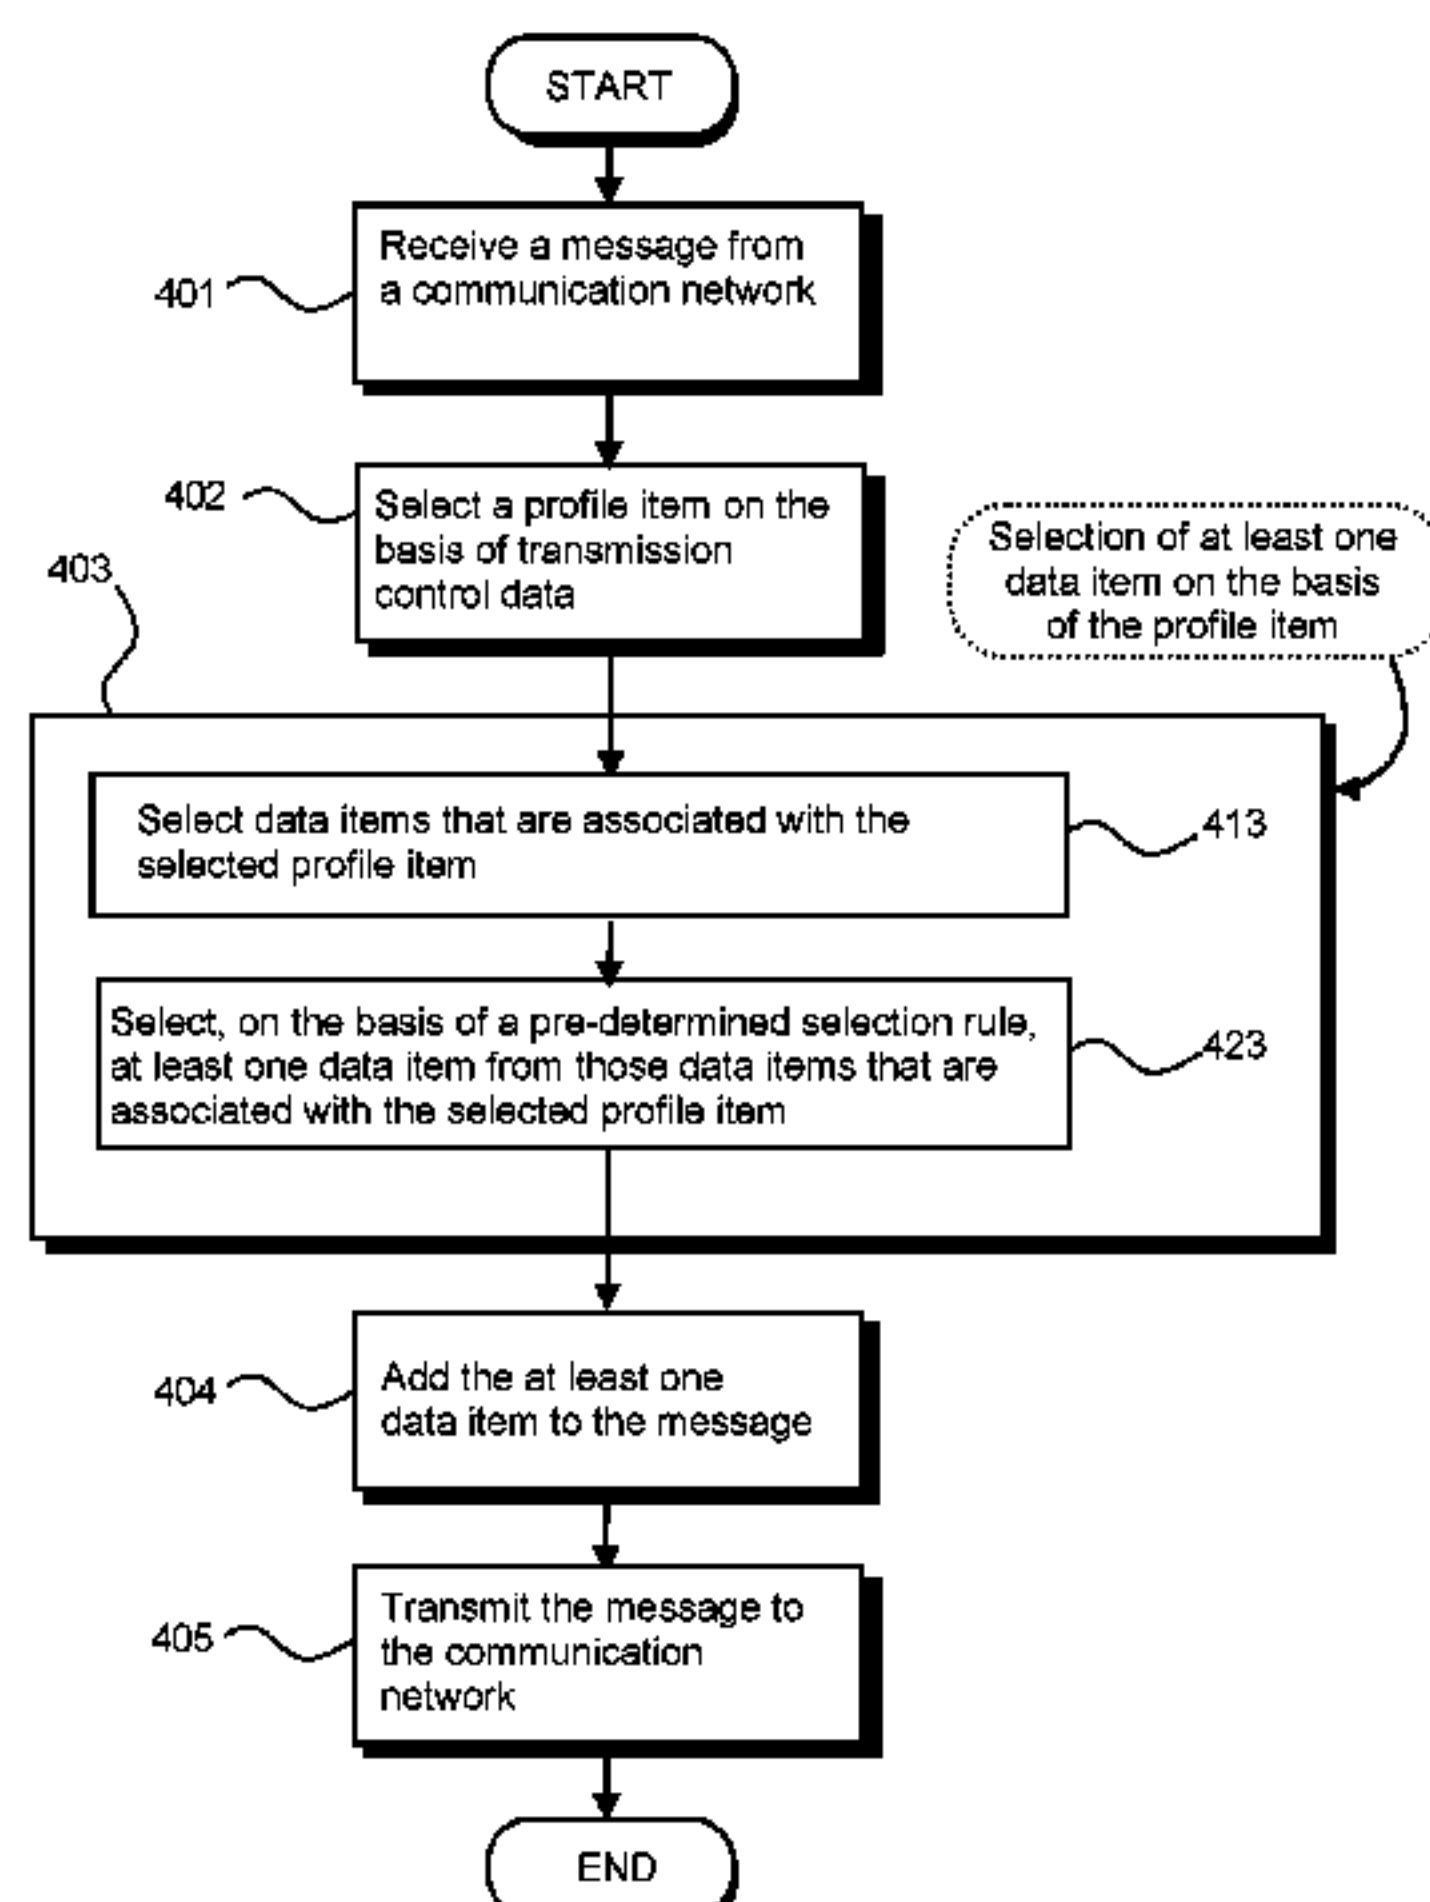 START
401
Receive a message from
a communication network
402
Select a profile item on the
basis of transmission
control data
403
Selection of at least one
data item on the basis
of the profile item
Select data items that are associated with the
selected profile item
413
Select, on the basis of a pre-determined selection rule,
at least one data item from those data items that are
associated with the selected profile item
423
404
Add the at least one
data item to the message
405
Transmit the message to
the communication
network
END